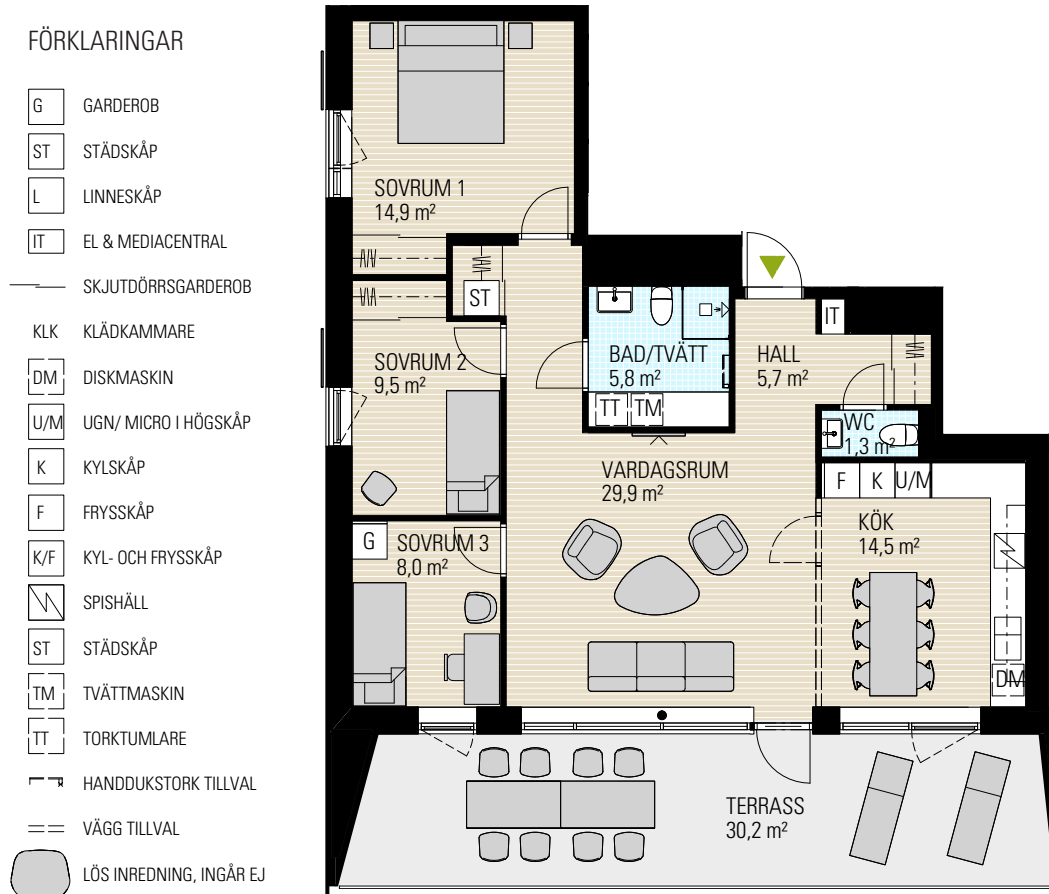 FÖRKLARINGAR
G GARDEROB
ST STÄDSKÅP
L LINNESKÅP
IT EL & MEDIACENTRAL
SKJUTDÖRRSGARDEROB
KLK KLÄDKAMMARE
DM DISKMASKIN
U/M UGN/ MICRO I HÖGSKÅP
K KYLSKÅP
F FRYSSKÅP
K/F KYL- OCH FRYSSKÅP
SPISHÄLL
ST STÄDSKÅP
TM TVÄTTMASKIN
TT TORKTUMLARE
HANDDUKSTORK TILLVAL
VÄGG TILLVAL
LÖS INREDNING, INGÅR EJ
SOVRUM 1
14,9 m²
ST
SOVRUM 2
9,5 m²
BAD/TVÄTT
5,8 m²
TT TM
HALL
5,7 m²
IT
WC
1,3 m²
VARDAGSRUM
29,9 m²
F K U/M
KÖK
14,5 m²
DM
G
SOVRUM 3
8,0 m²
TERRASS
30,2 m²